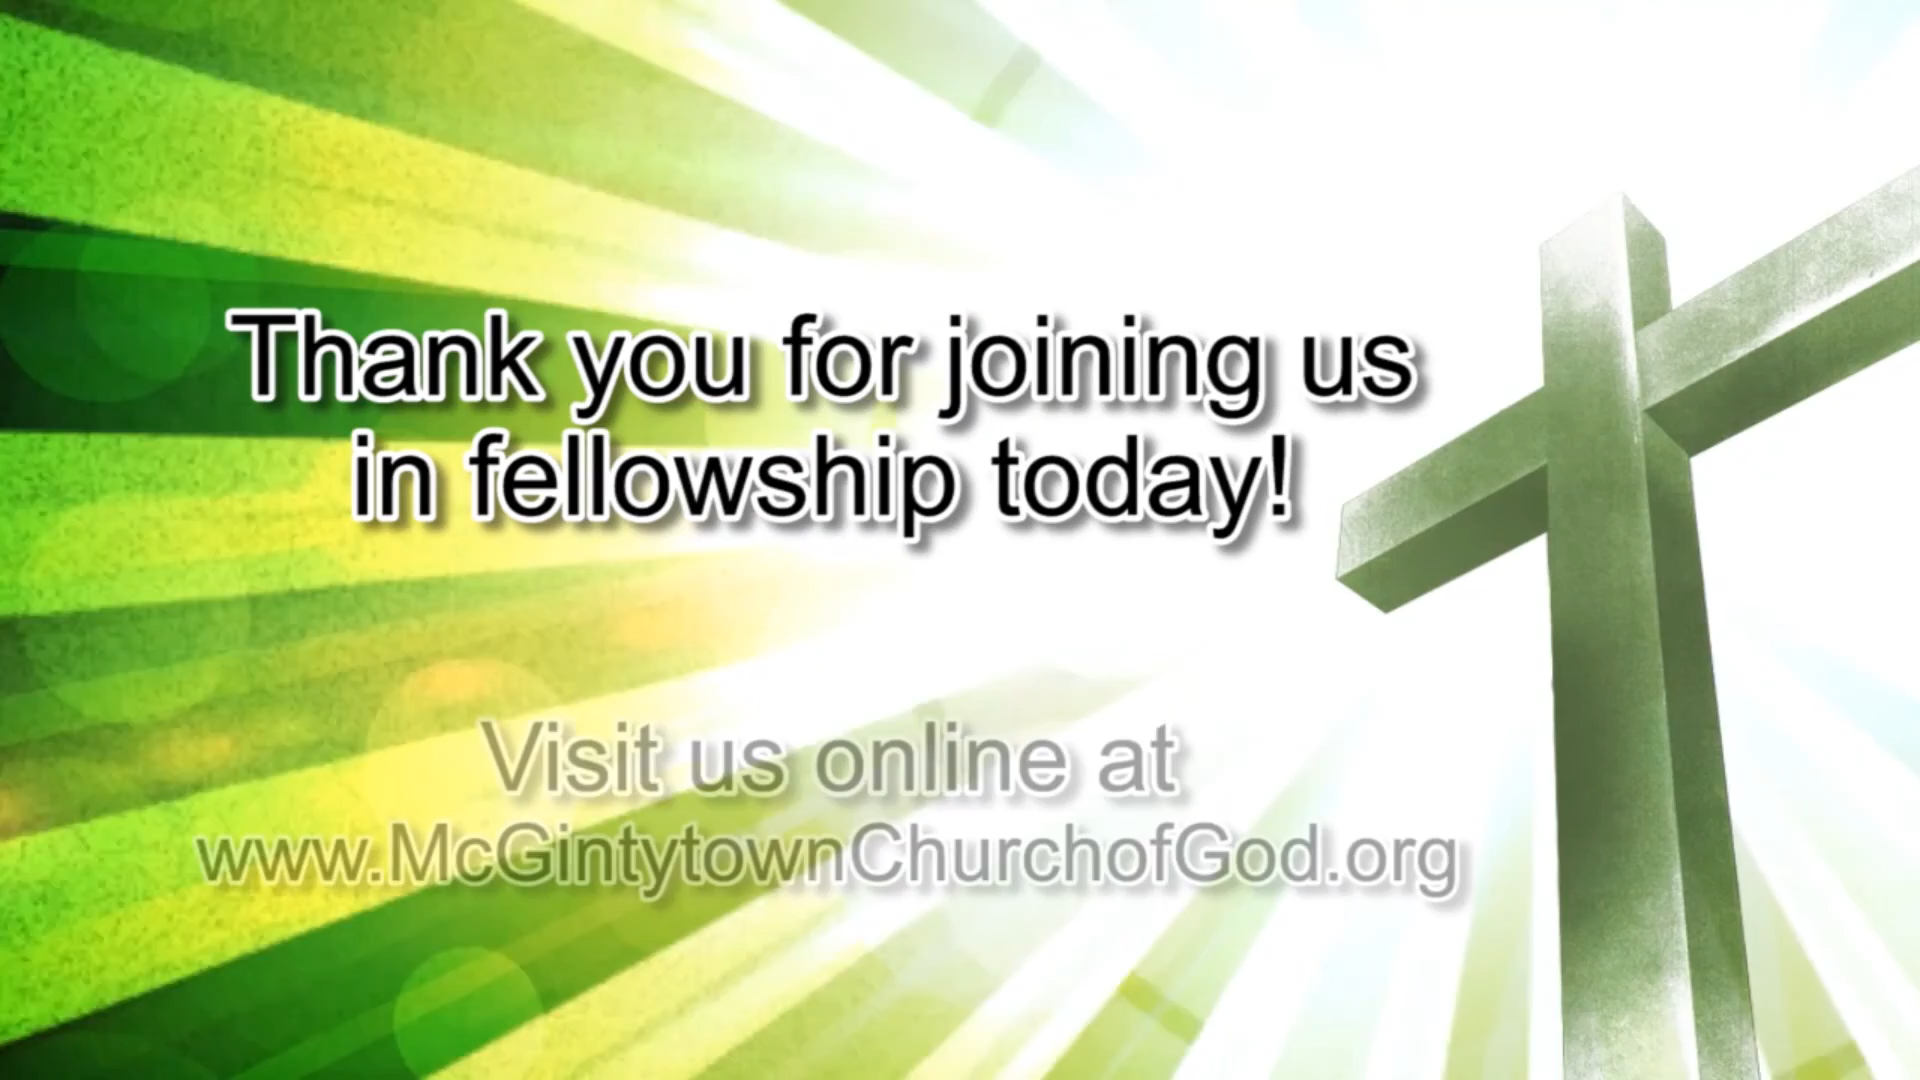 Thank you for joining us
in fellowship today!
Visit us online at
www.McGintytownChurchofGod.org